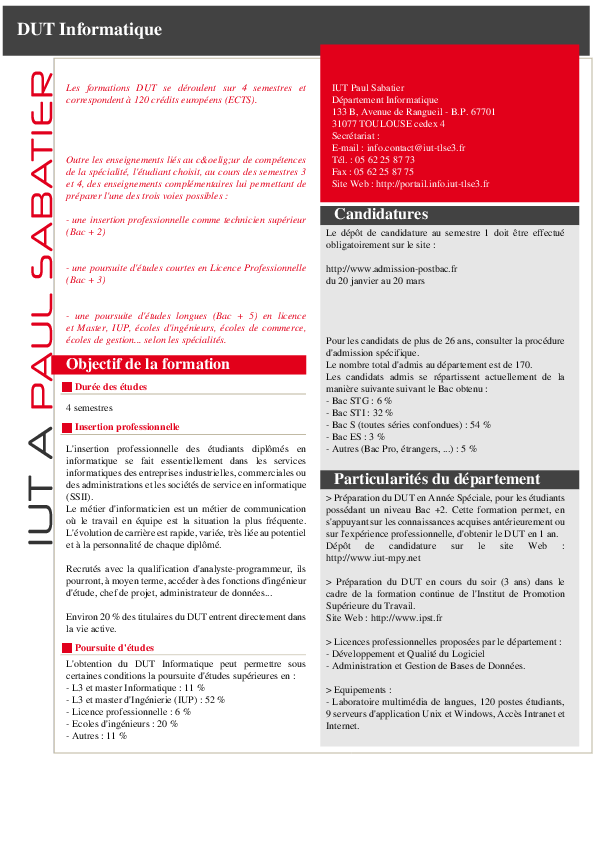 DUT Informatique
IUT A PAUL SABATIER
Les formations DUT se déroulent sur 4 semestres et
correspondent à 120 crédits européens (ECTS).
Outre les enseignements liés au c&oelig;ur de compétences
de la spécialité, l'étudiant choisit, au cours des semestres 3
et 4, des enseignements complémentaires lui permettant de
préparer l'une des trois voies possibles :
- une insertion professionnelle comme technicien supérieur
(Bac + 2)
- une poursuite d'études courtes en Licence Professionnelle
(Bac + 3)
- une poursuite d'études longues (Bac + 5) en licence
et Master, IUP, écoles d'ingénieurs, écoles de commerce,
écoles de gestion... selon les spécialités.
Objectif de la formation
Durée des études
4 semestres
Insertion professionnelle
L'insertion professionnelle des étudiants diplômés en
informatique se fait essentiellement dans les services
informatiques des entreprises industrielles, commerciales ou
des administrations et les sociétés de service en informatique
(SSII).
Le métier d'informaticien est un métier de communication
où le travail en équipe est la situation la plus fréquente.
L'évolution de carrière est rapide, variée, très liée au potentiel
et à la personnalité de chaque diplômé.
Recrutés avec la qualification d'analyste-programmeur, ils
pourront, à moyen terme, accéder à des fonctions d'ingénieur
d'étude, chef de projet, administrateur de données...
Environ 20 % des titulaires du DUT entrent directement dans
la vie active.
Poursuite d'études
L'obtention du DUT Informatique peut permettre sous
certaines conditions la poursuite d'études supérieures en :
- L3 et master Informatique : 11 %
- L3 et master d'Ingénierie (IUP) : 52 %
- Licence professionnelle : 6 %
- Ecoles d'ingénieurs : 20 %
- Autres : 11 %
IUT Paul Sabatier
Département Informatique
133 B, Avenue de Rangueil - B.P. 67701
31077 TOULOUSE cedex 4
Secrétariat :
E-mail : info.contact@iut-tlse3.fr
Tél. : 05 62 25 87 73
Fax : 05 62 25 87 75
Site Web : http://portail.info.iut-tlse3.fr
Candidatures
Le dépôt de candidature au semestre 1 doit être effectué
obligatoirement sur le site :
http://www.admission-postbac.fr
du 20 janvier au 20 mars
Pour les candidats de plus de 26 ans, consulter la procédure
d'admission spécifique.
Le nombre total d'admis au département est de 170.
Les candidats admis se répartissent actuellement de la
manière suivante suivant le Bac obtenu :
- Bac STG : 6 %
- Bac STI : 32 %
- Bac S (toutes séries confondues) : 54 %
- Bac ES : 3 %
- Autres (Bac Pro, étrangers, ...) : 5 %
Particularités du département
> Préparation du DUT en Année Spéciale, pour les étudiants
possédant un niveau Bac +2. Cette formation permet, en
s'appuyant sur les connaissances acquises antérieurement ou
sur l'expérience professionnelle, d'obtenir le DUT en 1 an.
Dépôt de candidature sur le site Web :
http://www.iut-mpy.net
> Préparation du DUT en cours du soir (3 ans) dans le
cadre de la formation continue de l'Institut de Promotion
Supérieure du Travail.
Site Web : http://www.ipst.fr
> Licences professionnelles proposées par le département :
- Développement et Qualité du Logiciel
- Administration et Gestion de Bases de Données.
> Equipements :
- Laboratoire multimédia de langues, 120 postes étudiants,
9 serveurs d'application Unix et Windows, Accès Intranet et
Internet.